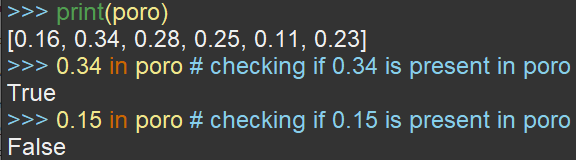 >>> print(poro)
[0.16, 0.34, 0.28, 0.25, 0.11, 0.23]
>>> 0.34 in poro # checking if 0.34 is present in poro
True
>>> 0.15 in poro # checking if 0.15 is present in poro
False